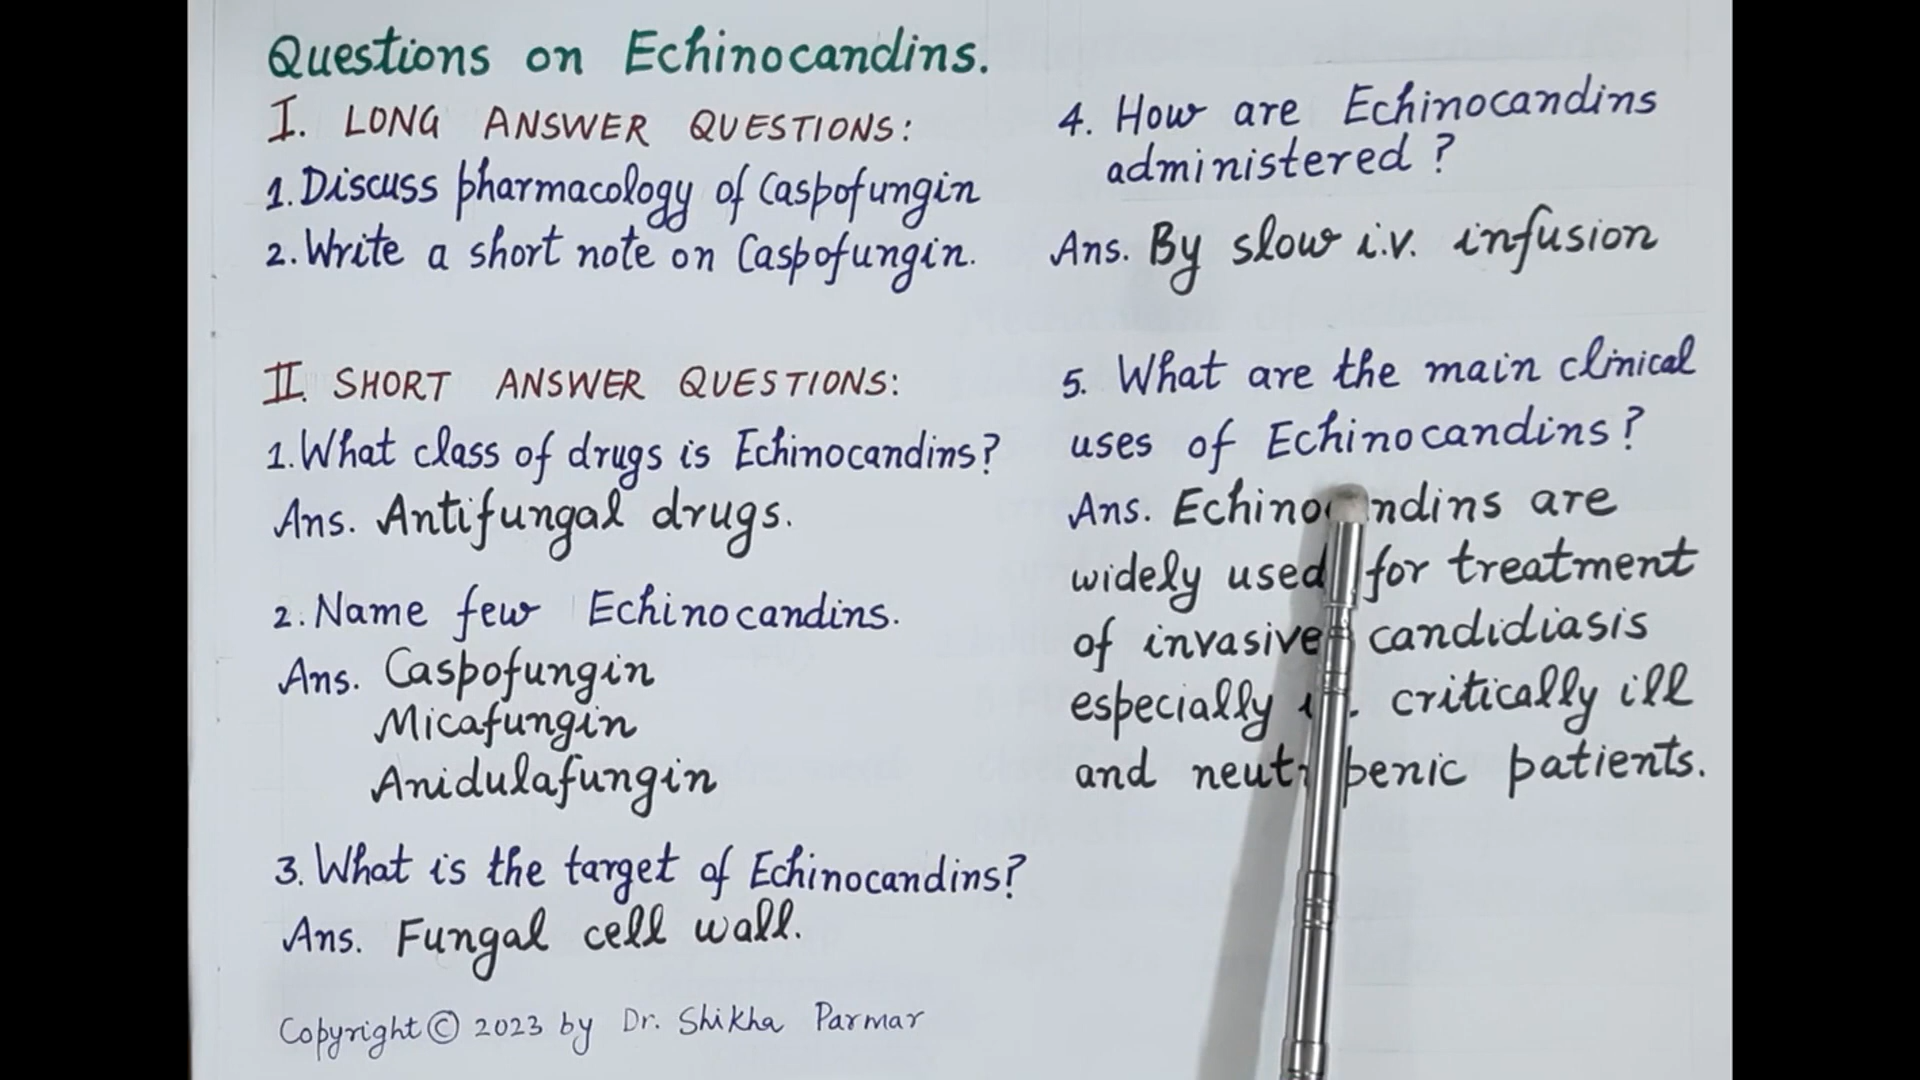 Questions on Echinocandins.
I. LONG ANSWER QUESTIONS:
1. Discuss pharmacology of Caspofungin
2. Write a short note on Caspofungin.
II. SHORT ANSWER QUESTIONS:
1. What class of drugs is Echinocandins?
Ans. Antifungal drugs.
2. Name few Echinocandins.
Ans. Caspofungin
Micafungin
Anidulafungin
3. What is the target of Echinocandins?
Ans. Fungal cell wall.
Copyright © 2023 by Dr. Shikha Parmar
4. How are Echinocandins
administered?
Ans. By slow i.v. infusion
5. What are the main clinical
uses of Echinocandins?
Ans. Echinocandins are
widely used for treatment
of invasive candidiasis
especially critically ill
and neutropenic patients.